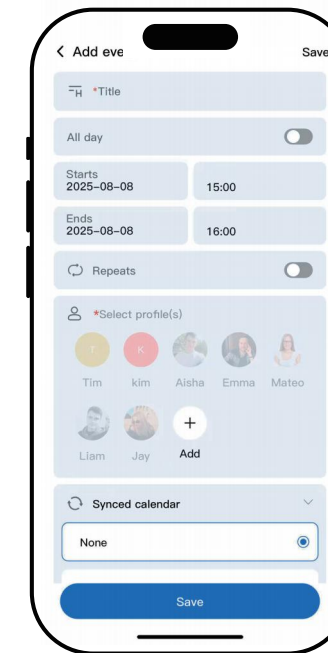 Add eve
Save
*Title
All day
Starts
2025-08-08
15:00
Ends
2025-08-08
16:00
Repeats
*Select profile(s)
T K
Tim kim Aisha Emma Mateo
Liam Jay Add
Synced calendar
None
Save